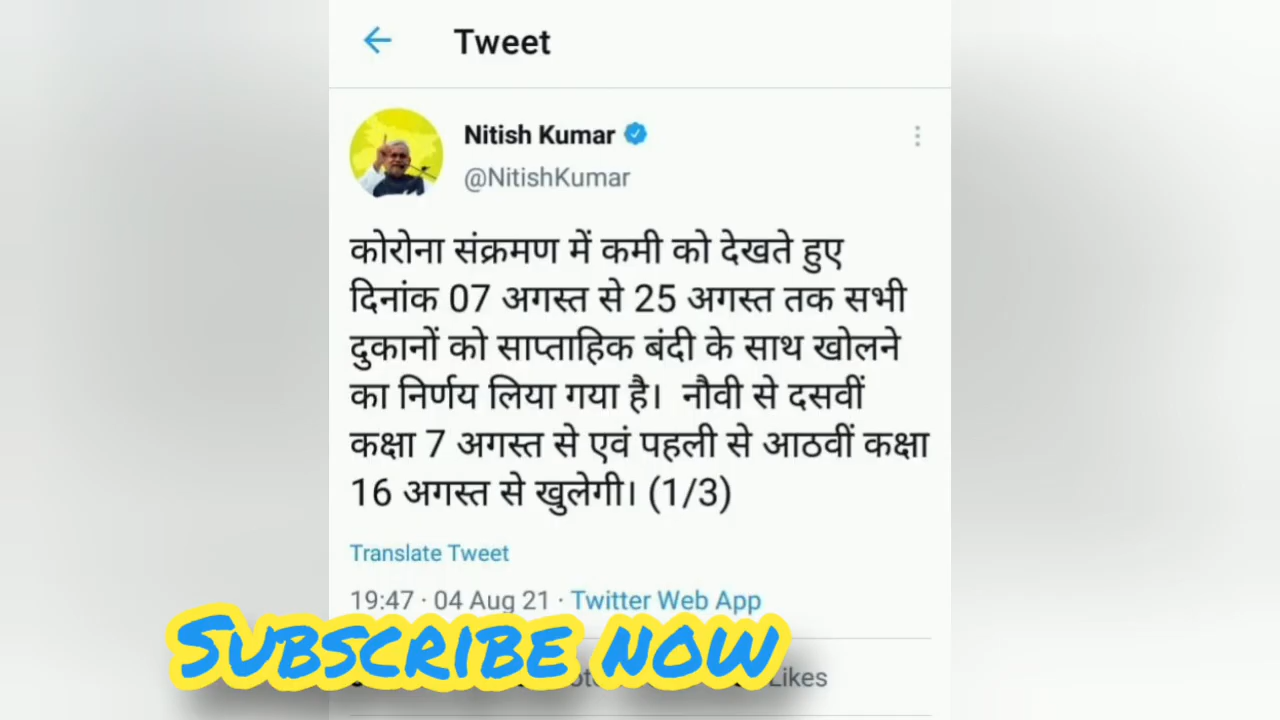 Tweet
Nitish Kumar
@NitishKumar
कोरोना संक्रमण में कमी को देखते हुए
दिनांक 07 अगस्त से 25 अगस्त तक सभी
दुकानों को साप्ताहिक बंदी के साथ खोलने
का निर्णय लिया गया है। नौवी से दसवीं
कक्षा 7 अगस्त से एवं पहली से आठवीं कक्षा
16 अगस्त से खुलेगी। (1/3)
Translate Tweet
19:47 · 04 Aug 21 · Twitter Web App
SUBSCRIBE NOW
Likes